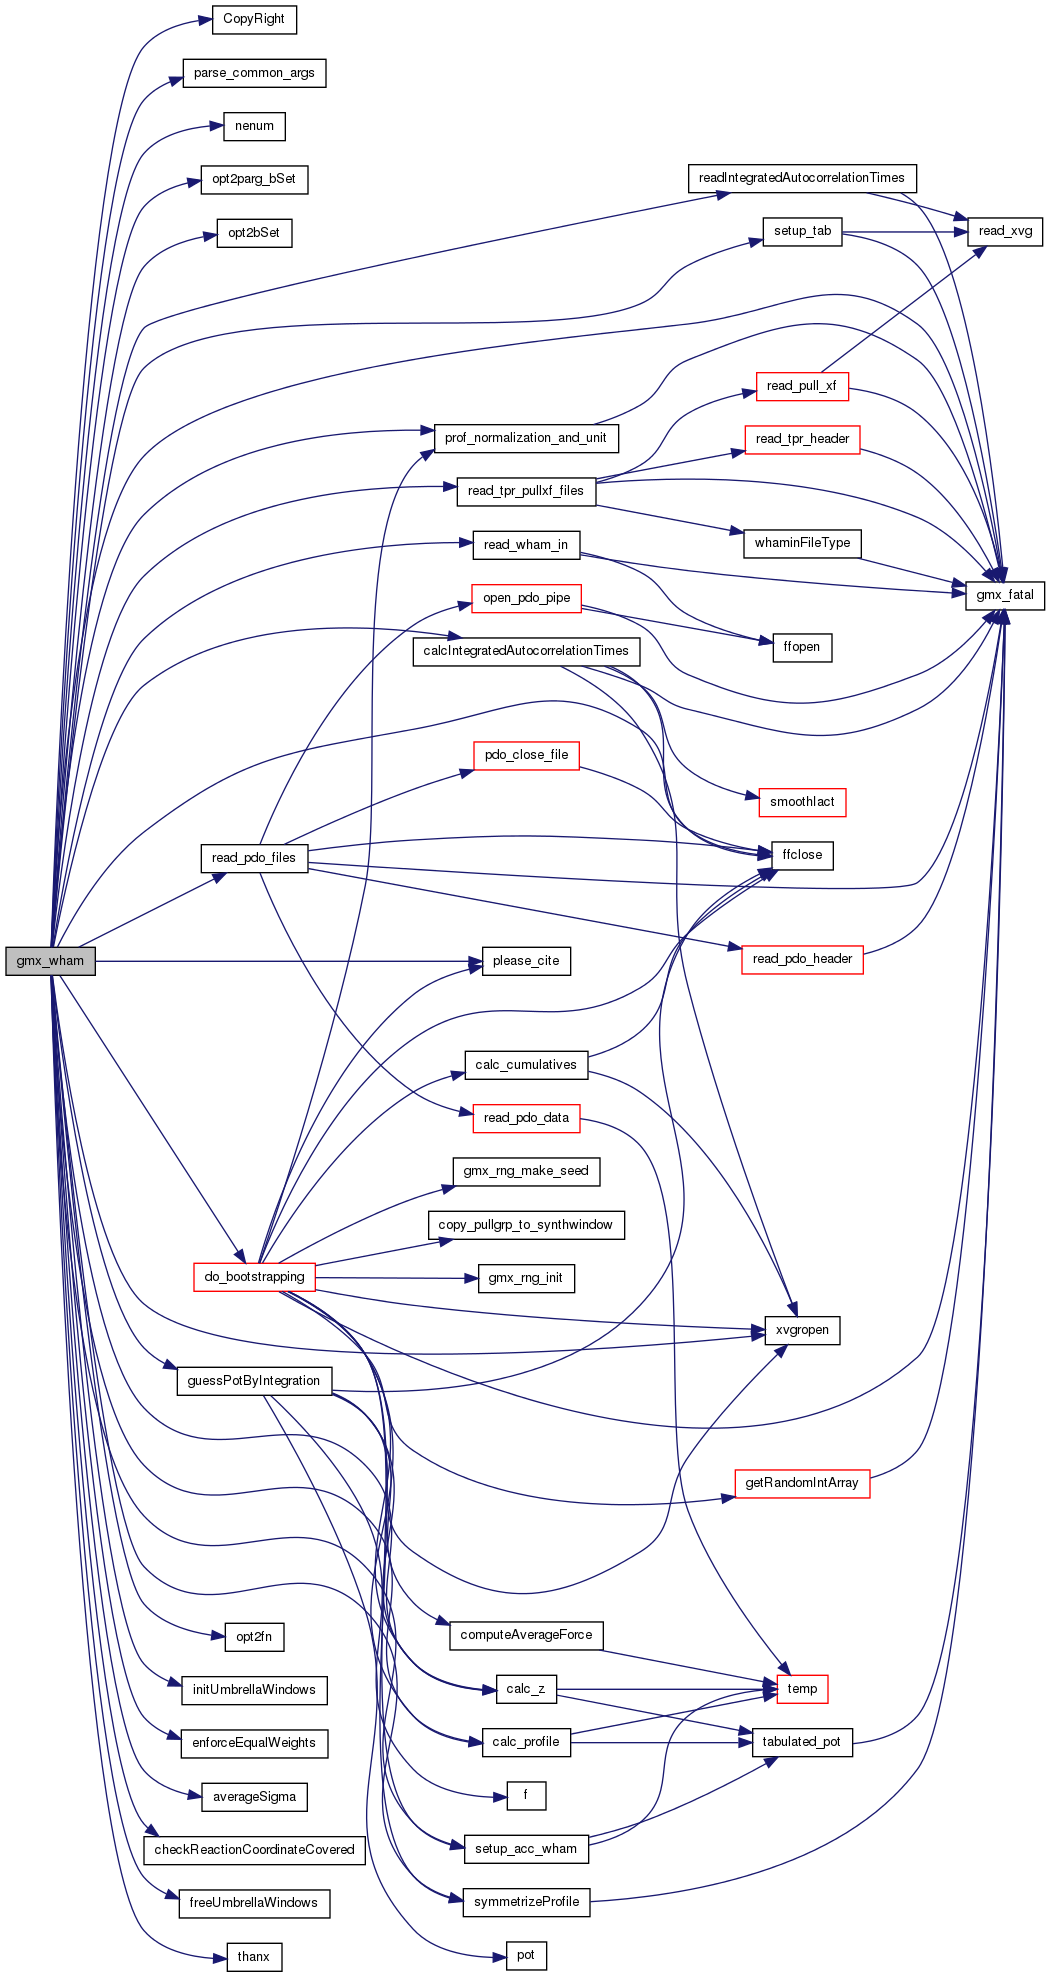 CopyRight
parse_common_args
nenum
opt2parg_bSet
readIntegratedAutocorrelationTimes
opt2bSet
setup_tab
read_xvg
read_pull_xf
prof_normalization_and_unit
read_tpr_header
read_tpr_pullxf_files
read_wham_in
whaminFileType
open_pdo_pipe
gmx_fatal
calcIntegratedAutocorrelationTimes
ffopen
pdo_close_file
smoothIact
read_pdo_files
ffclose
gmx_wham
please_cite
read_pdo_header
calc_cumulatives
read_pdo_data
gmx_rng_make_seed
copy_pullgrp_to_synthwindow
do_bootstrapping
gmx_rng_init
xvgropen
guessPotByIntegration
getRandomIntArray
opt2fn
computeAverageForce
initUmbrellaWindows
calc_z
temp
enforceEqualWeights
calc_profile
tabulated_pot
averageSigma
f
checkReactionCoordinateCovered
setup_acc_wham
freeUmbrellaWindows
symmetrizeProfile
thanx
pot